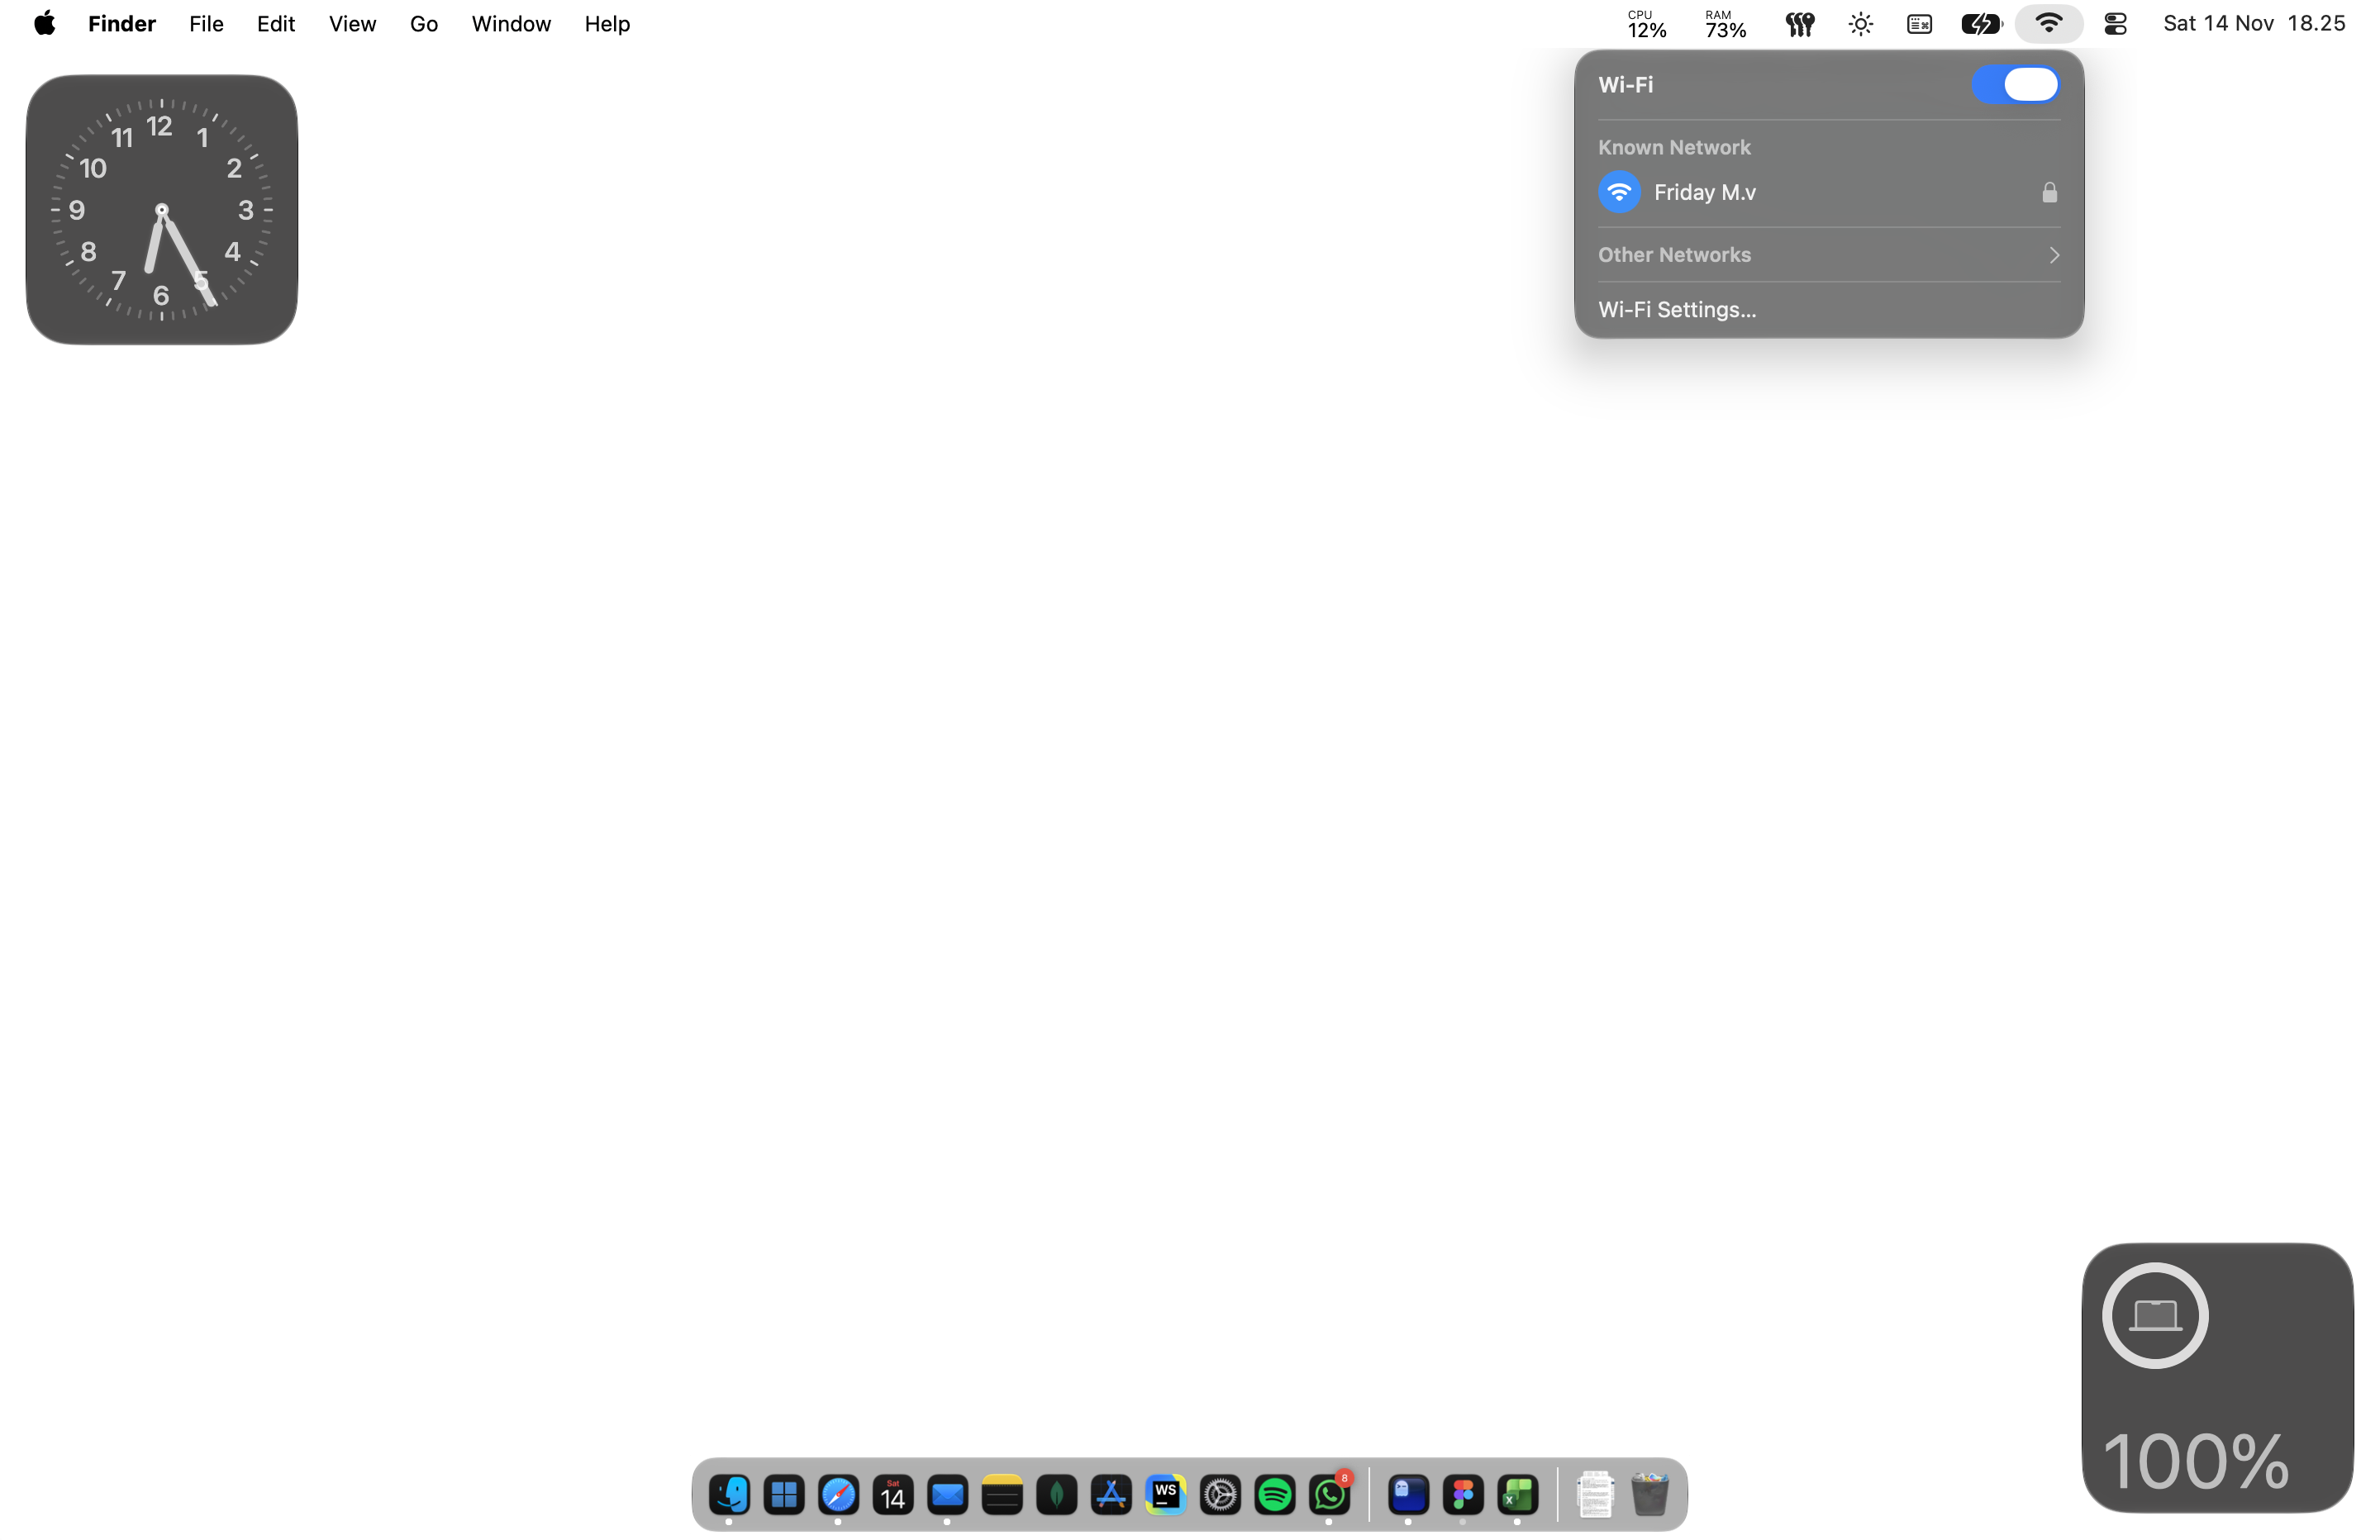 Finder File Edit View Go Window Help
CPU 12% RAM 73% Sat 14 Nov 18.25
Wi-Fi
Known Network
Friday M.v
Other Networks
Wi-Fi Settings...
12
11 1
10 2
9 3
8 4
7 5
6
100%
Sat
14
WS
8
X